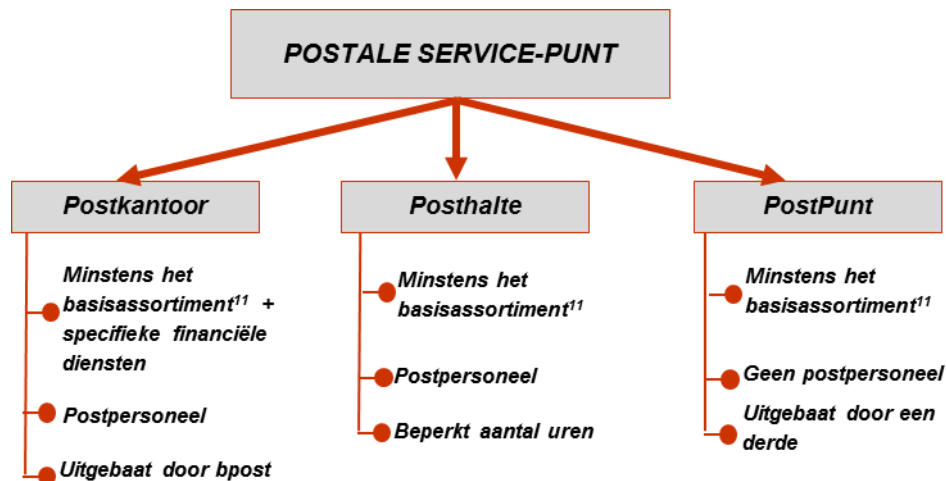 POSTALE SERVICE-PUNT
Postkantoor
Minstens het
basisassortiment¹¹ +
specifieke financiële
diensten
Postpersoneel
Uitgebaat door bpost
Posthalte
Minstens het
basisassortiment¹¹
Postpersoneel
Beperkt aantal uren
PostPunt
Minstens het
basisassortiment¹¹
Geen postpersoneel
Uitgebaat door een
derde